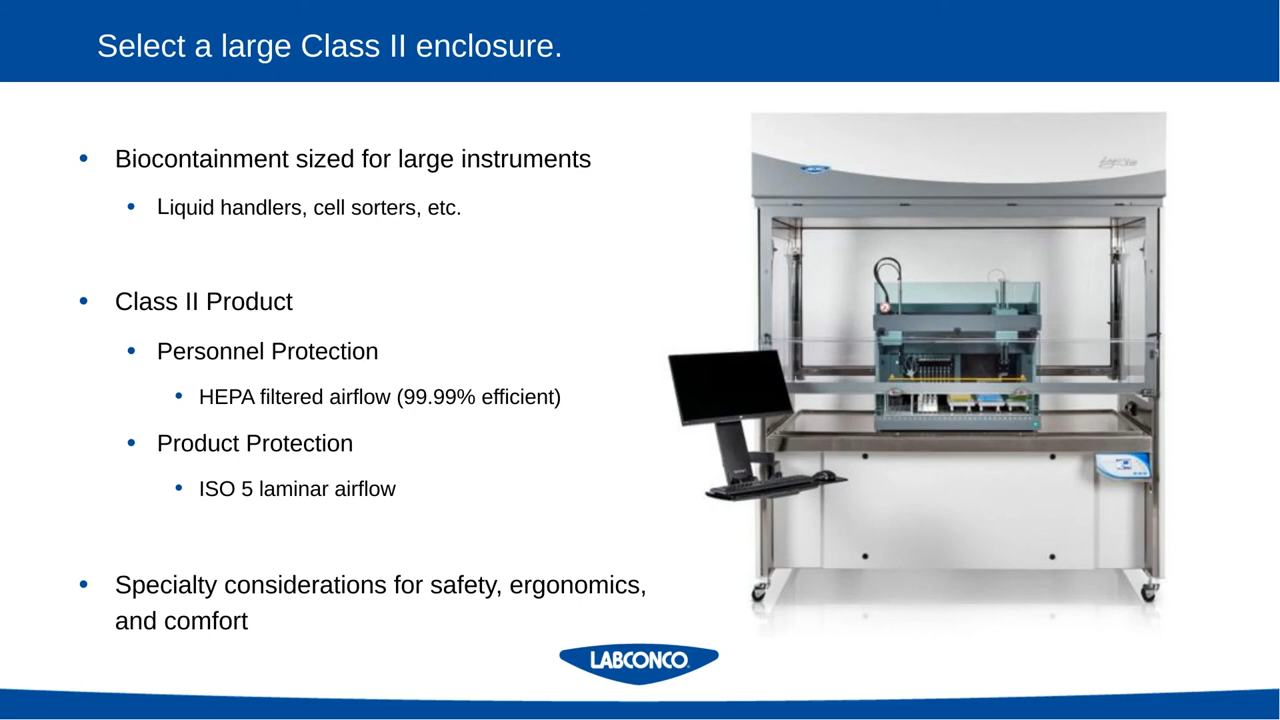 Select a large Class II enclosure.
• Biocontainment sized for large instruments
• Liquid handlers, cell sorters, etc.
• Class II Product
• Personnel Protection
• HEPA filtered airflow (99.99% efficient)
• Product Protection
• ISO 5 laminar airflow
• Specialty considerations for safety, ergonomics,
and comfort
LABCONCO